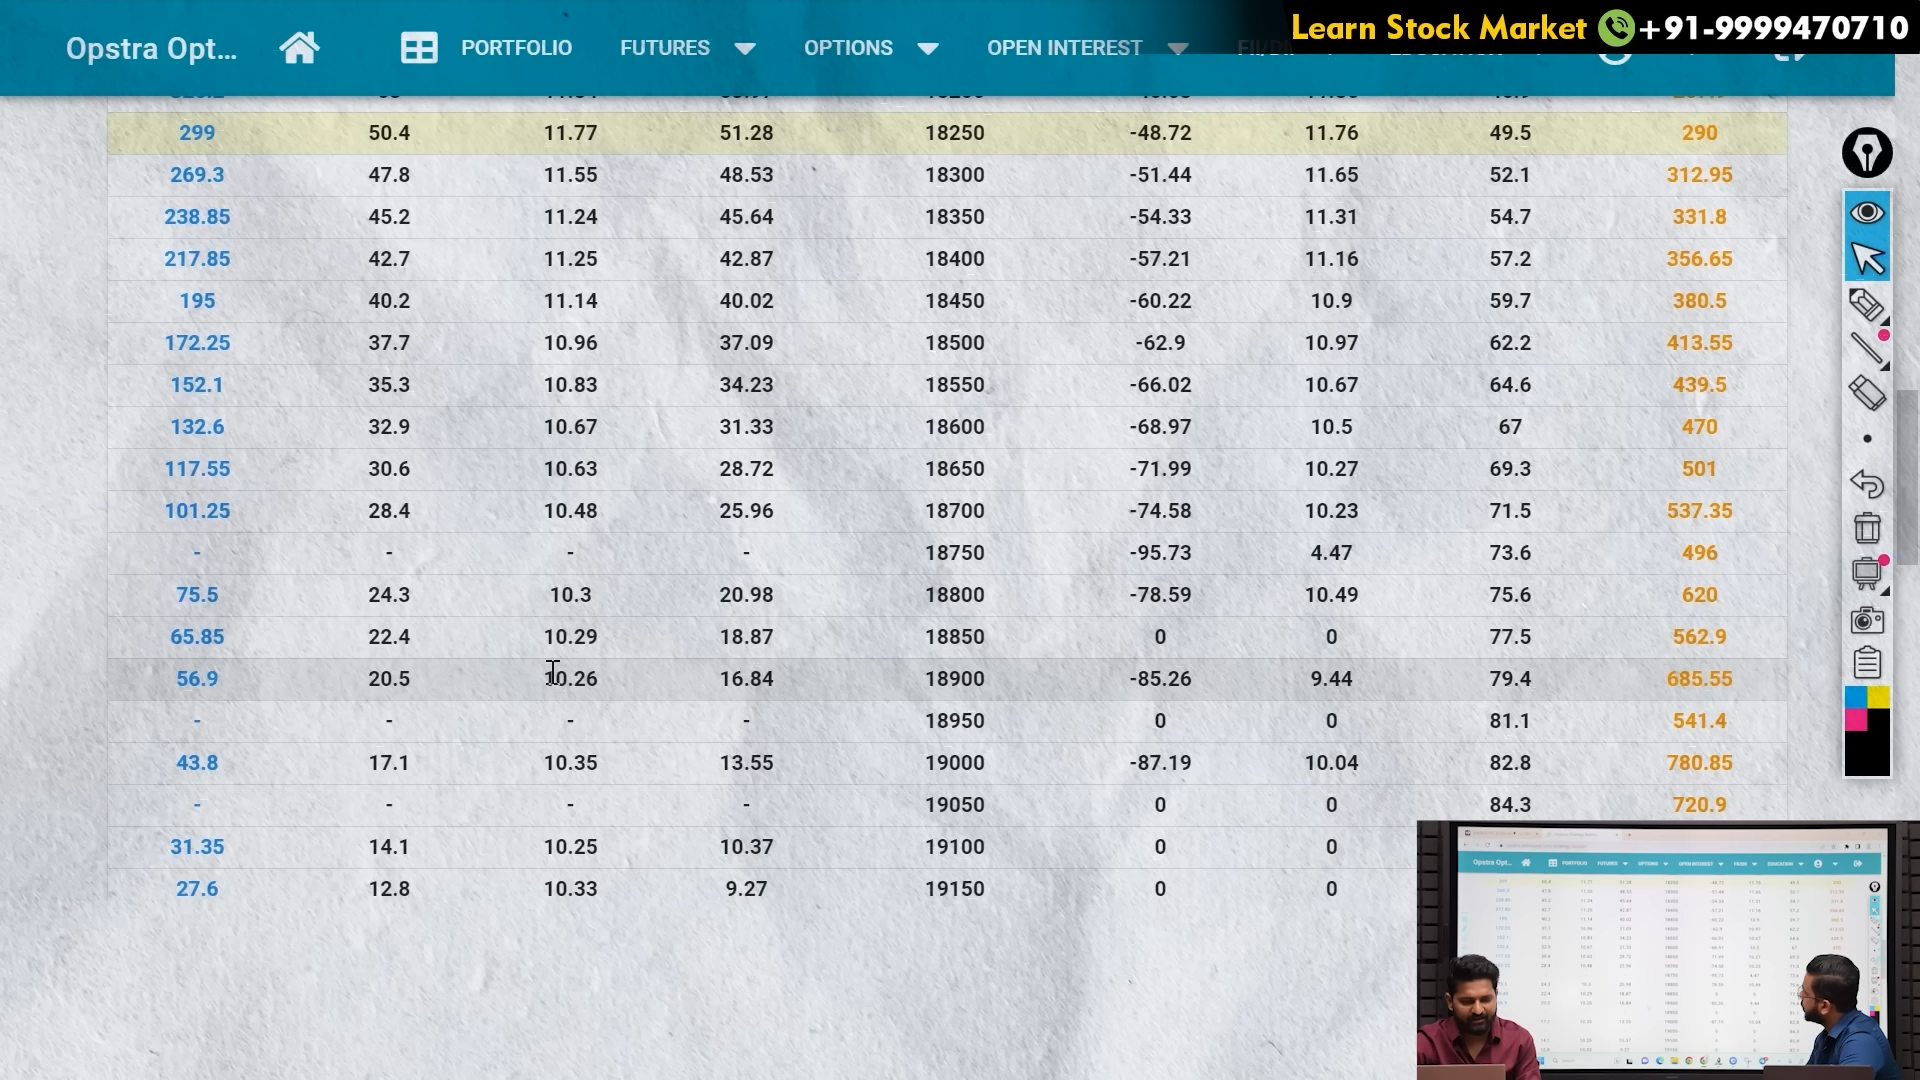 Learn Stock Market +91-9999470710
Opstra Opt... PORTFOLIO FUTURES OPTIONS OPEN INTEREST
299 50.4 11.77 51.28 18250 -48.72 11.76 49.5 290
269.3 47.8 11.55 48.53 18300 -51.44 11.65 52.1 312.95
238.85 45.2 11.24 45.64 18350 -54.33 11.31 54.7 331.8
217.85 42.7 11.25 42.87 18400 -57.21 11.16 57.2 356.65
195 40.2 11.14 40.02 18450 -60.22 10.9 59.7 380.5
172.25 37.7 10.96 37.09 18500 -62.9 10.97 62.2 413.55
152.1 35.3 10.83 34.23 18550 -66.02 10.67 64.6 439.5
132.6 32.9 10.67 31.33 18600 -68.97 10.5 67 470
117.55 30.6 10.63 28.72 18650 -71.99 10.27 69.3 501
101.25 28.4 10.48 25.96 18700 -74.58 10.23 71.5 537.35
- - - - 18750 -95.73 4.47 73.6 496
75.5 24.3 10.3 20.98 18800 -78.59 10.49 75.6 620
65.85 22.4 10.29 18.87 18850 0 0 77.5 562.9
56.9 20.5 10.26 16.84 18900 -85.26 9.44 79.4 685.55
- - - - 18950 0 0 81.1 541.4
43.8 17.1 10.35 13.55 19000 -87.19 10.04 82.8 780.85
- - - - 19050 0 0 84.3 720.9
31.35 14.1 10.25 10.37 19100 0 0
27.6 12.8 10.33 9.27 19150 0 0